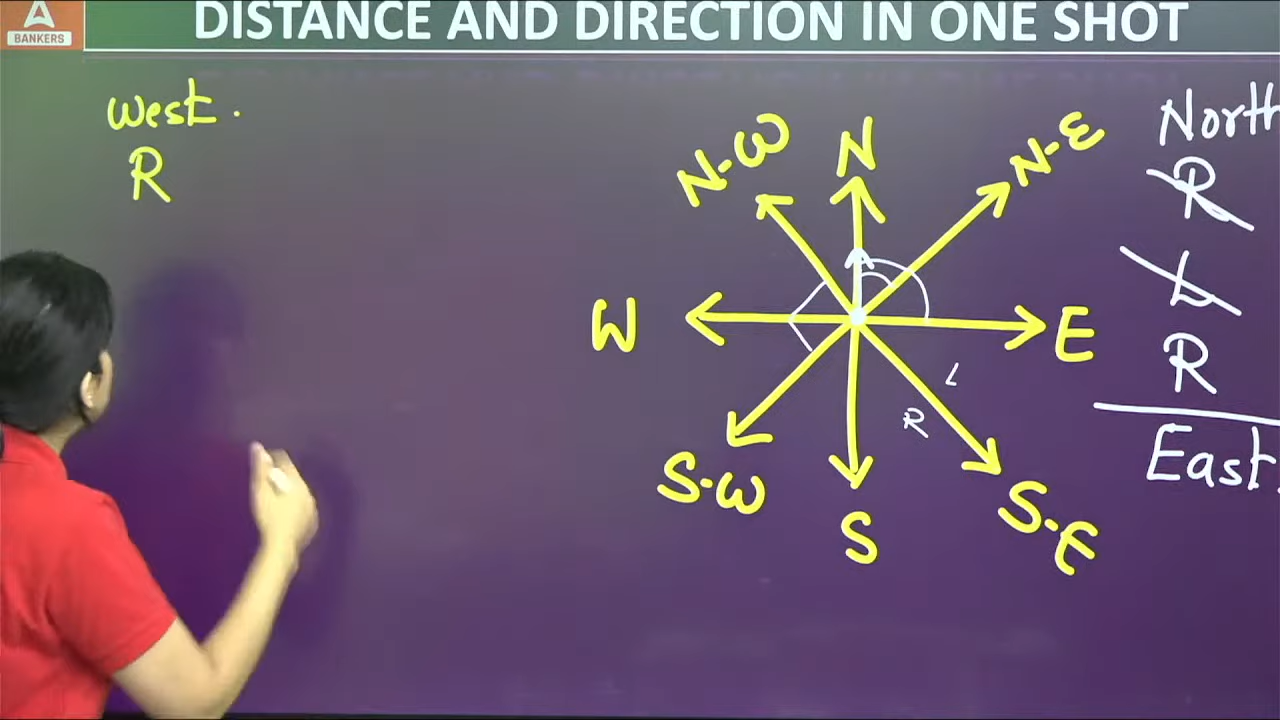 A
BANKERS
DISTANCE AND DIRECTION IN ONE SHOT
West.
R
N-W
N
N-E
W
E
S-W
S
S-E
L
R
North
R
L
R
East.